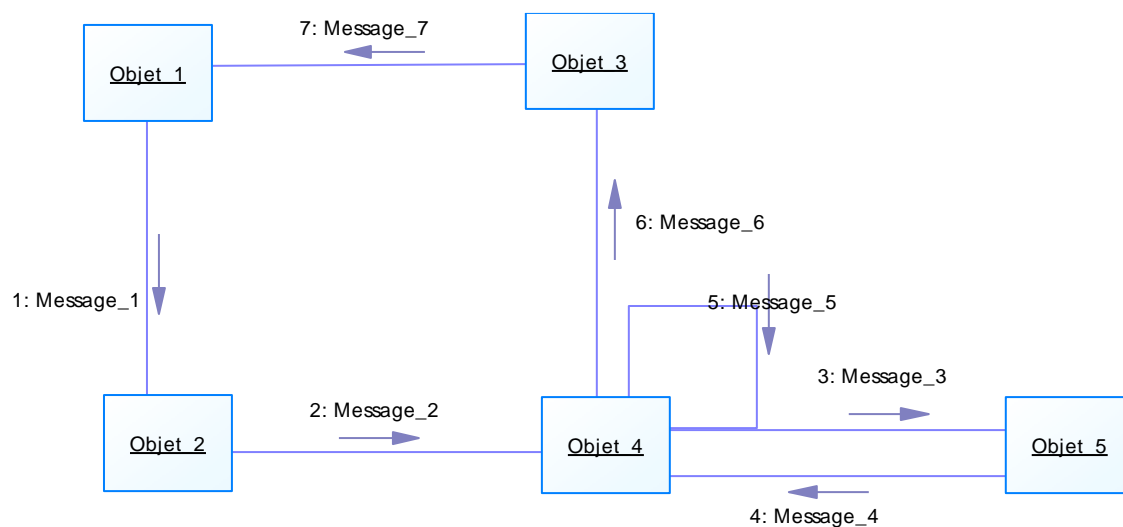 7: Message_7
Objet_1
Objet_3
6: Message_6
1: Message_1
5: Message_5
3: Message_3
2: Message_2
Objet_2
Objet_4
Objet_5
4: Message_4